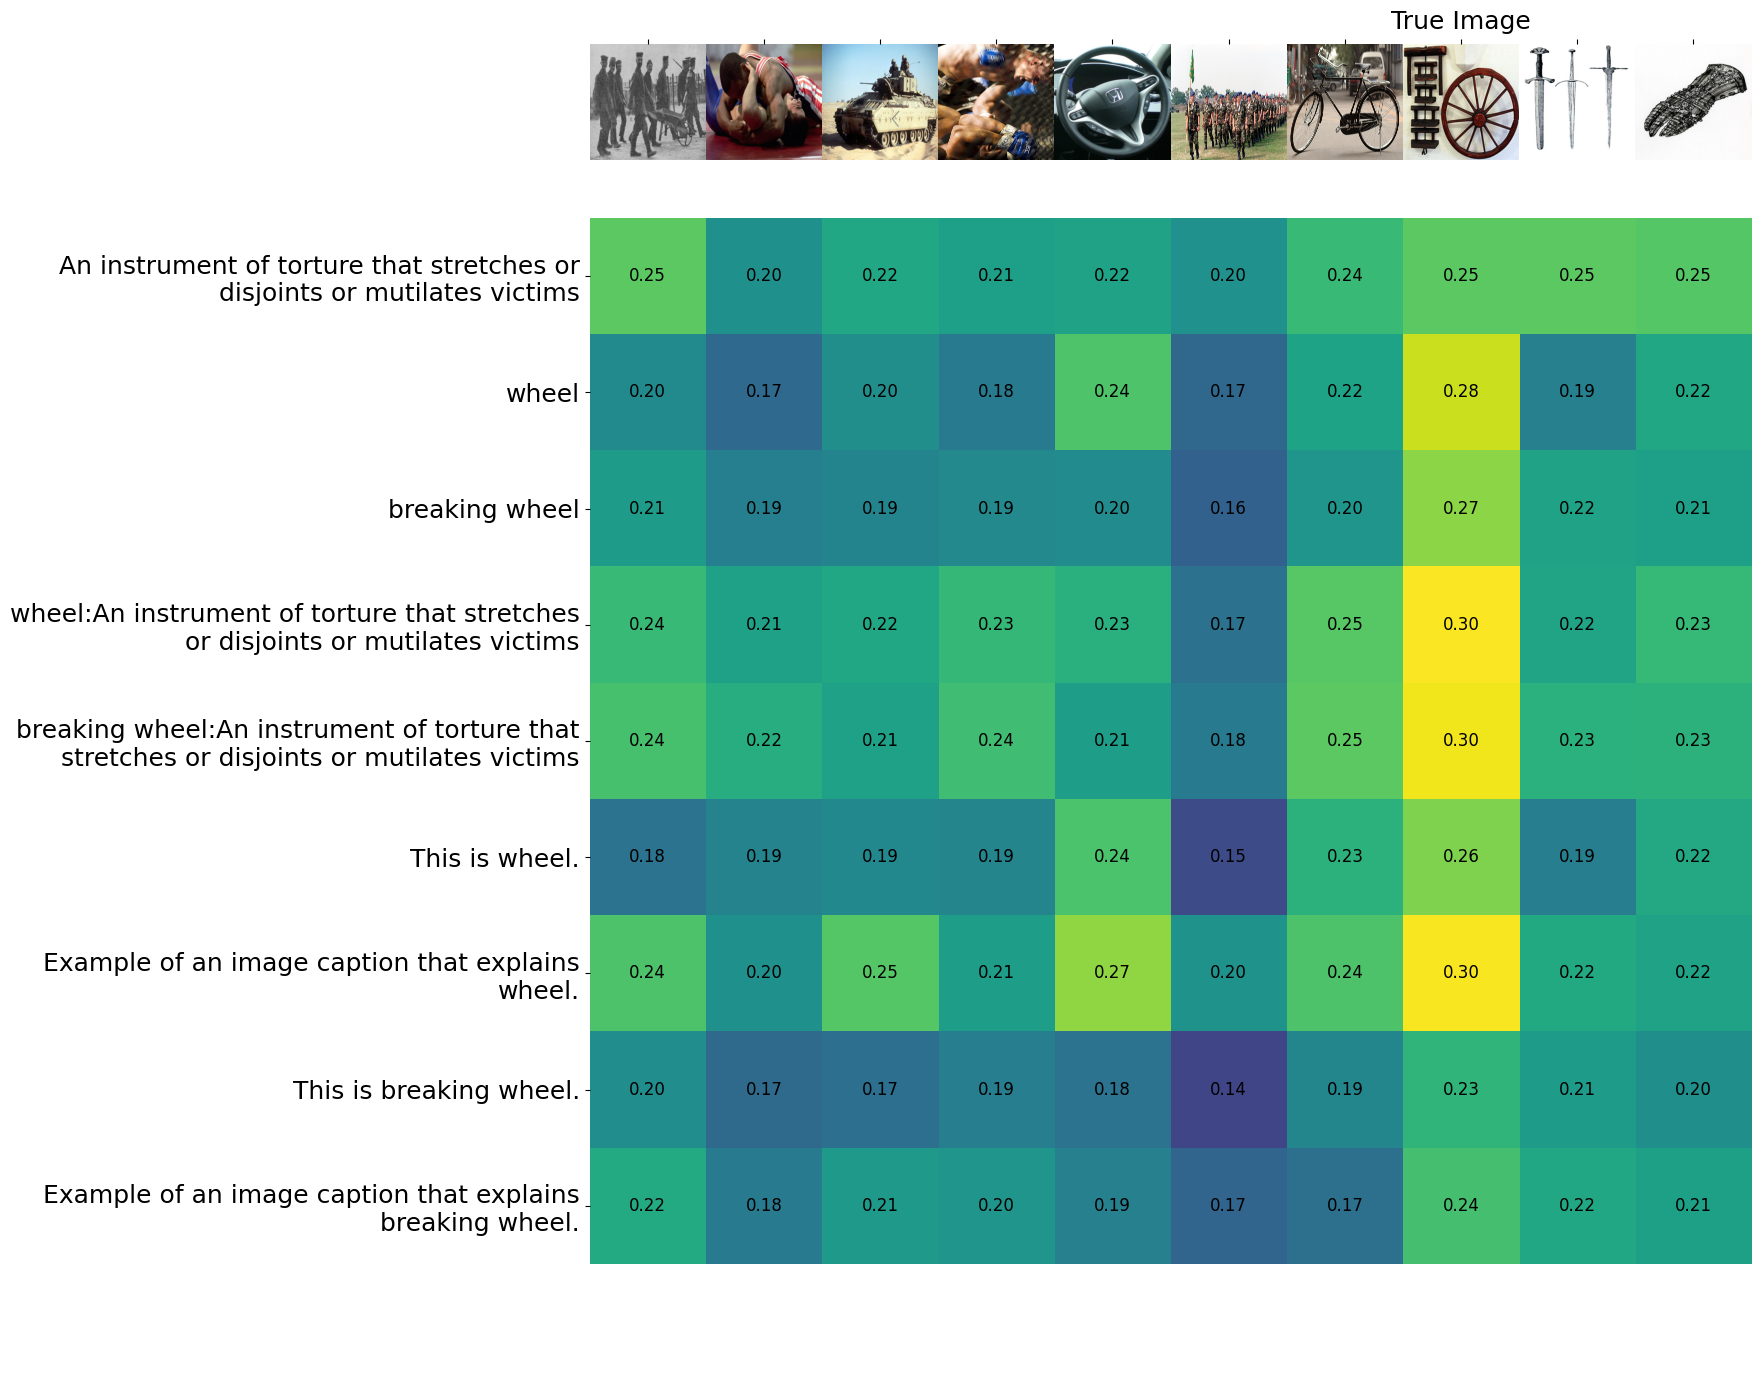 True Image
An instrument of torture that stretches or
disjoints or mutilates victims
0.25 0.20 0.22 0.21 0.22 0.20 0.24 0.25 0.25 0.25
wheel
0.20 0.17 0.20 0.18 0.24 0.17 0.22 0.28 0.19 0.22
breaking wheel
0.21 0.19 0.19 0.19 0.20 0.16 0.20 0.27 0.22 0.21
wheel:An instrument of torture that stretches
or disjoints or mutilates victims
0.24 0.21 0.22 0.23 0.23 0.17 0.25 0.30 0.22 0.23
breaking wheel:An instrument of torture that
stretches or disjoints or mutilates victims
0.24 0.22 0.21 0.24 0.21 0.18 0.25 0.30 0.23 0.23
This is wheel.
0.18 0.19 0.19 0.19 0.24 0.15 0.23 0.26 0.19 0.22
Example of an image caption that explains
wheel.
0.24 0.20 0.25 0.21 0.27 0.20 0.24 0.30 0.22 0.22
This is breaking wheel.
0.20 0.17 0.17 0.19 0.18 0.14 0.19 0.23 0.21 0.20
Example of an image caption that explains
breaking wheel.
0.22 0.18 0.21 0.20 0.19 0.17 0.17 0.24 0.22 0.21